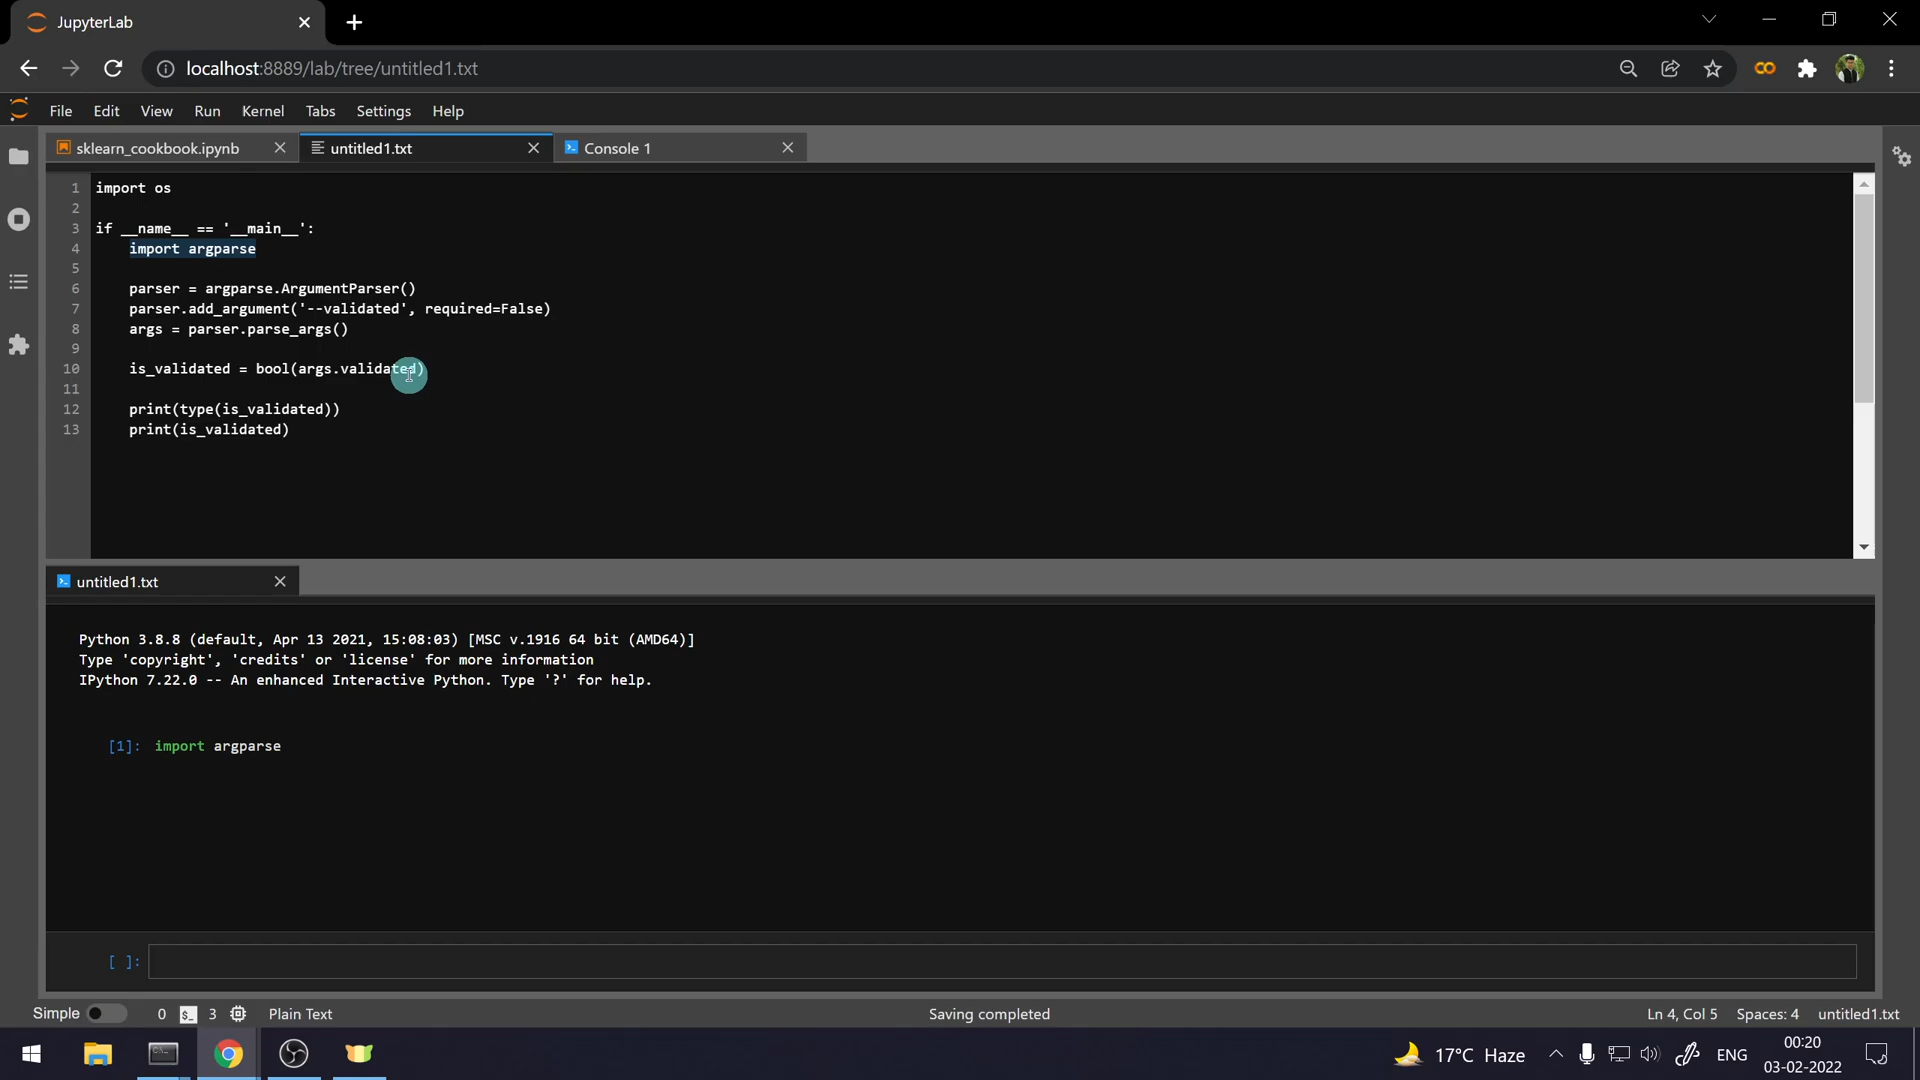 JupyterLab
localhost:8889/lab/tree/untitled1.txt
File Edit View Run Kernel Tabs Settings Help
sklearn_cookbook.ipynb untitled1.txt Console 1
1 import os
2
3 if __name__ == '__main__':
4 import argparse
5
6 parser = argparse.ArgumentParser()
7 parser.add_argument('--validated', required=False)
8 args = parser.parse_args()
9
10 is_validated = bool(args.validated)
11
12 print(type(is_validated))
13 print(is_validated)
untitled1.txt
Python 3.8.8 (default, Apr 13 2021, 15:08:03) [MSC v.1916 64 bit (AMD64)]
Type 'copyright', 'credits' or 'license' for more information
IPython 7.22.0 -- An enhanced Interactive Python. Type '?' for help.
[1]: import argparse
[ ]:
Simple 0 $_ 3 Plain Text Saving completed Ln 4, Col 5 Spaces: 4 untitled1.txt
17°C Haze ENG 00:20
03-02-2022